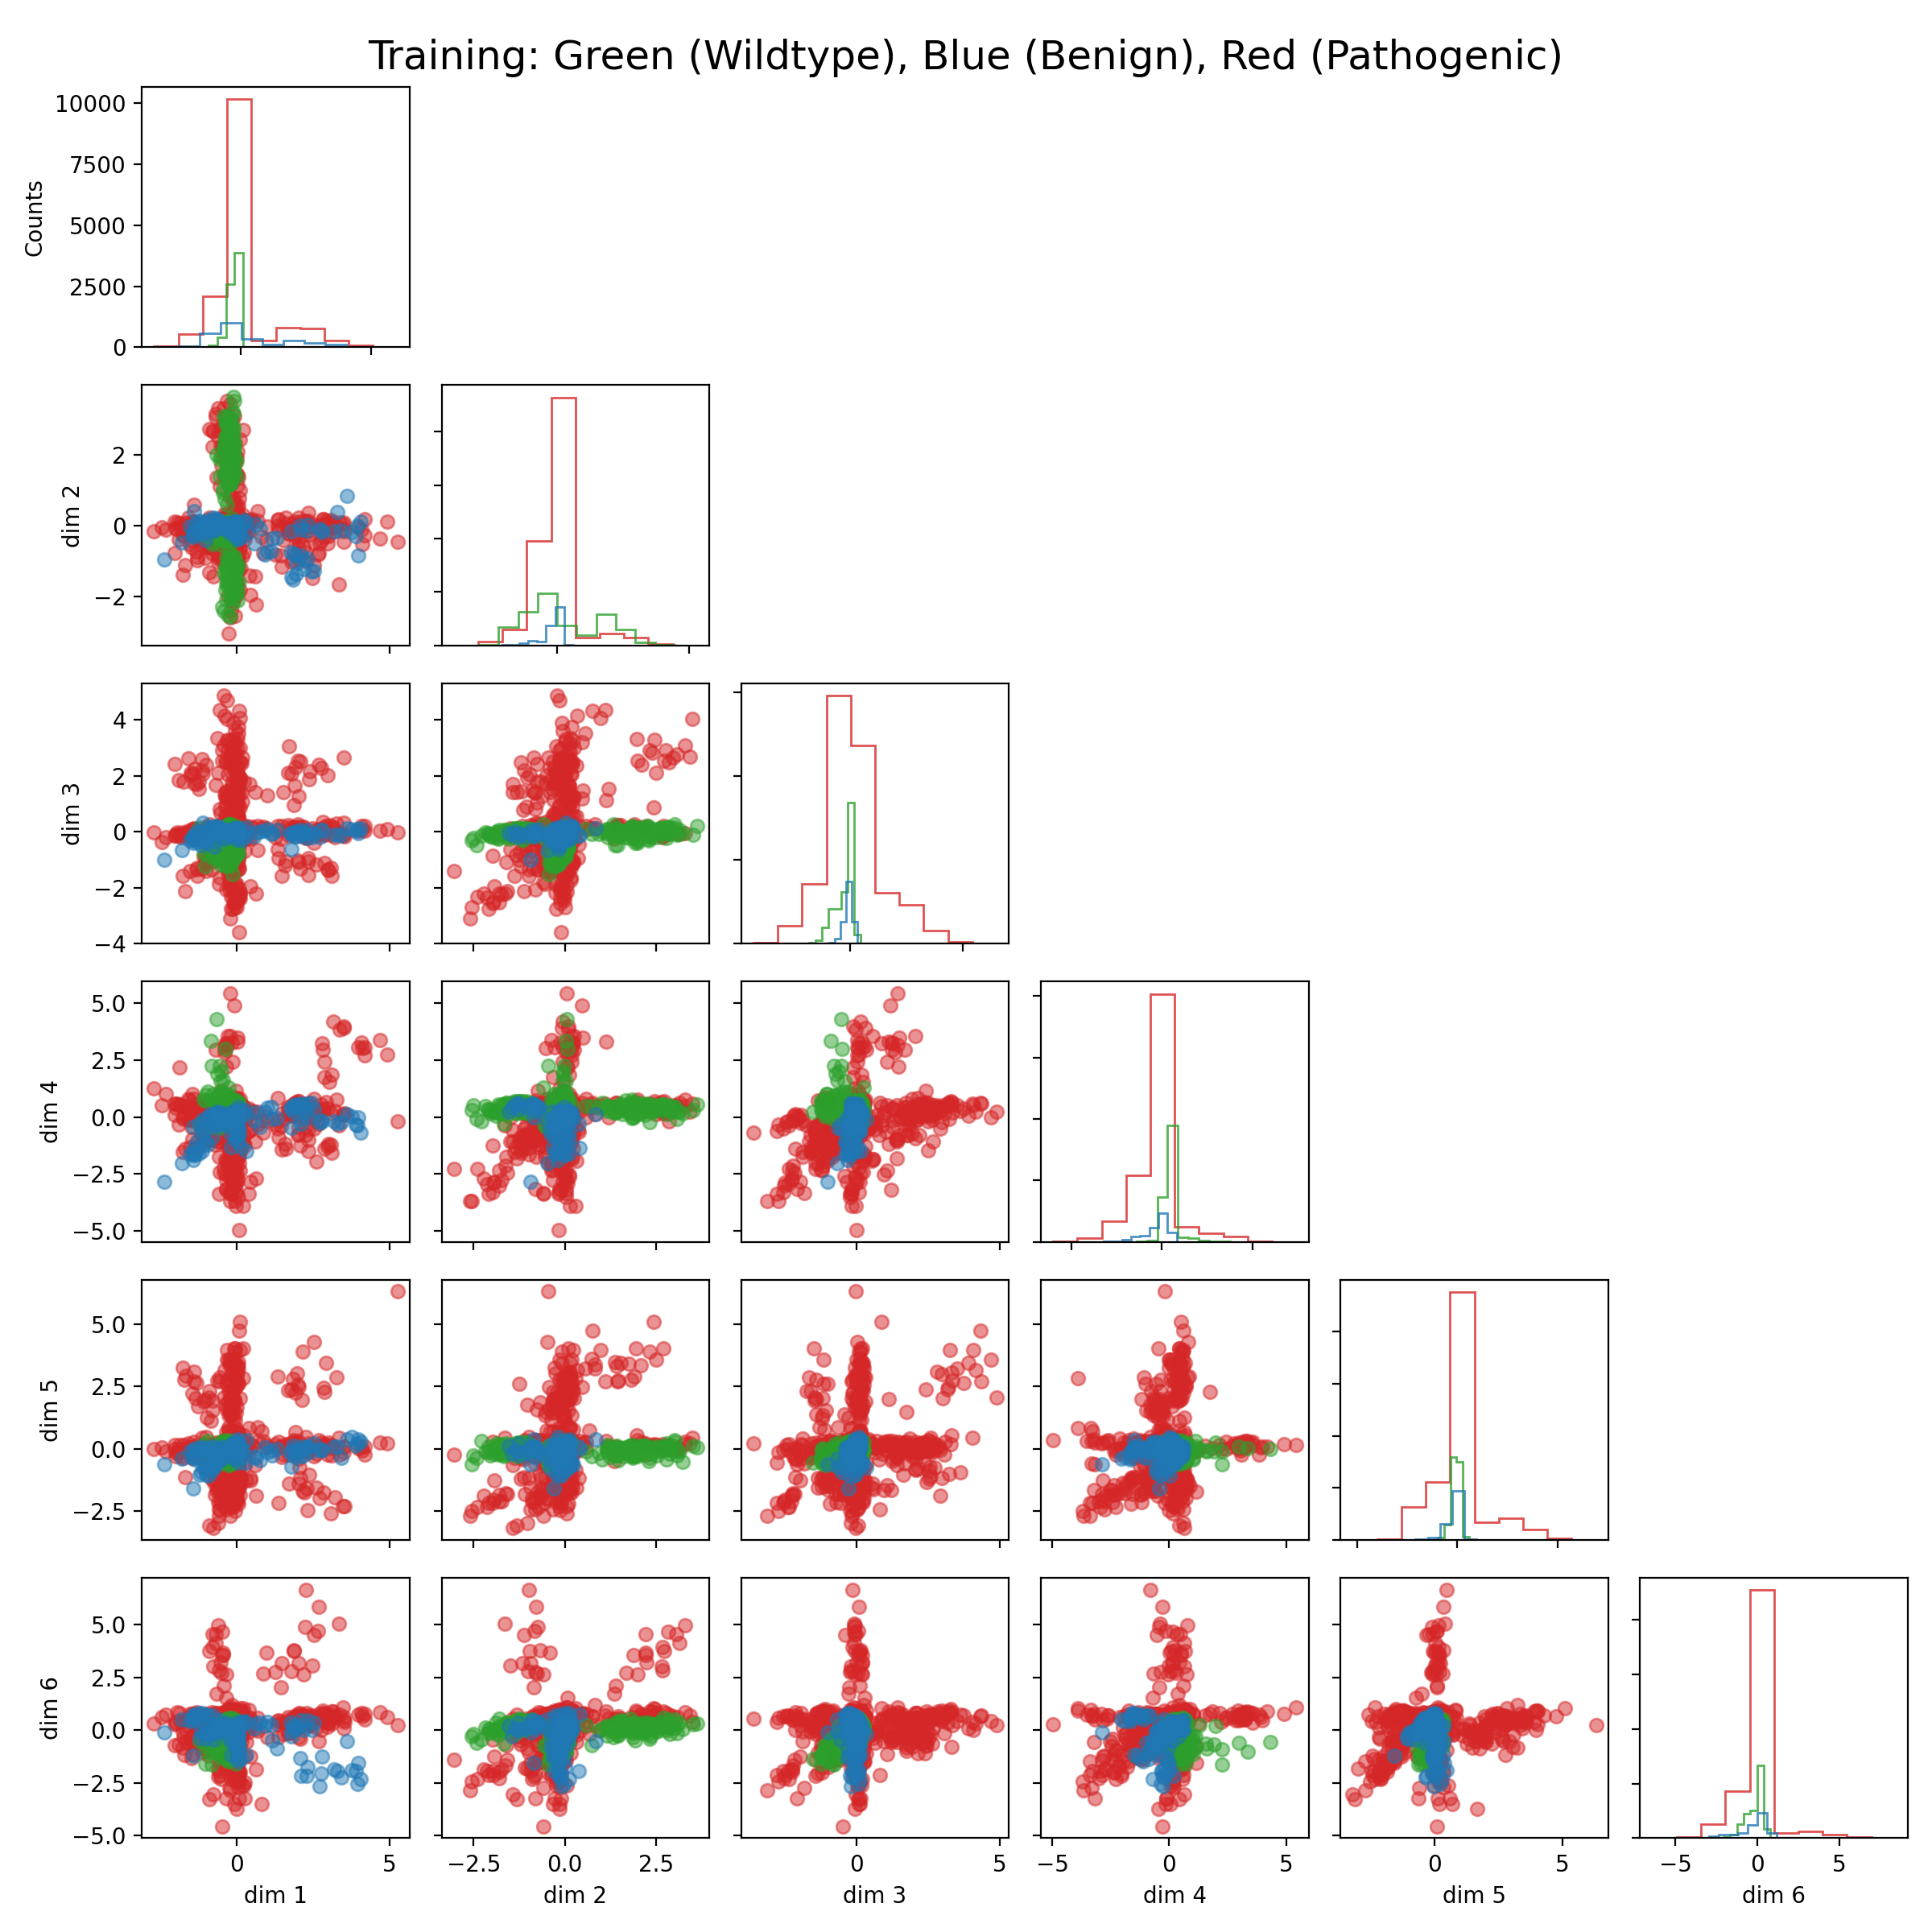 Training: Green (Wildtype), Blue (Benign), Red (Pathogenic)
10000
7500
5000
2500
0
Counts
2
0
−2
dim 2
4
2
0
−2
−4
dim 3
5.0
2.5
0.0
−2.5
−5.0
dim 4
5.0
2.5
0.0
−2.5
dim 5
5.0
2.5
0.0
−2.5
−5.0
dim 6
0 5
−2.5 0.0 2.5
0 5
−5 0 5
0 5
−5 0 5
dim 1
dim 2
dim 3
dim 4
dim 5
dim 6